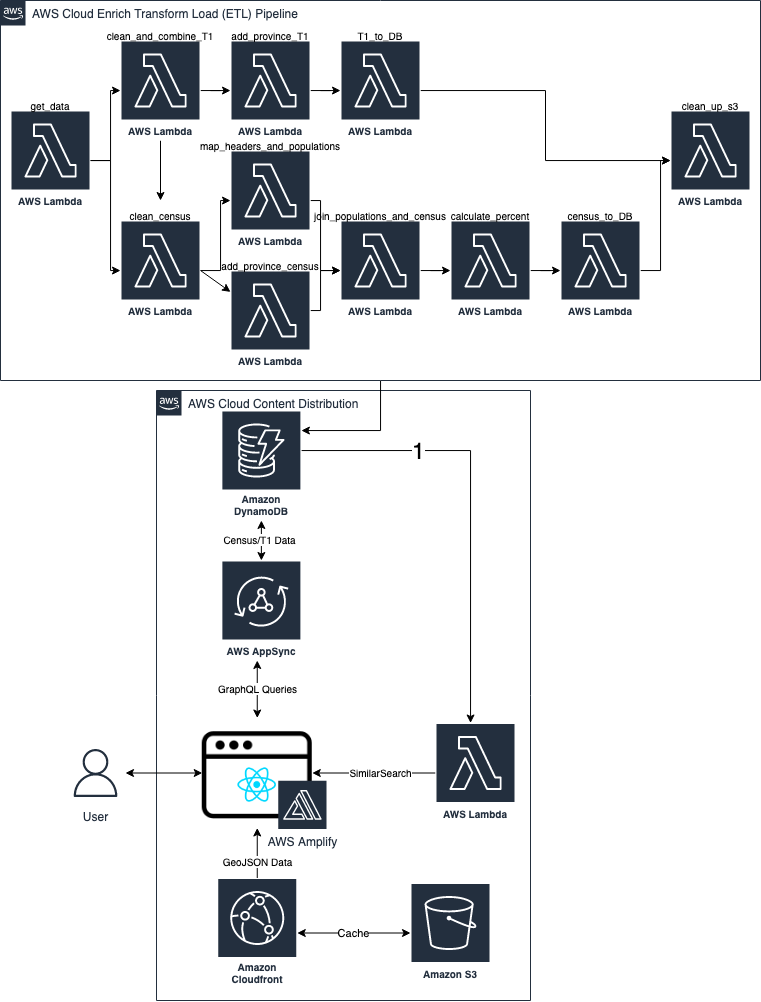 aws
AWS Cloud Enrich Transform Load (ETL) Pipeline
clean_and_combine_T1
add_province_T1
T1_to_DB
AWS Lambda
AWS Lambda
AWS Lambda
get_data
AWS Lambda
clean_up_s3
AWS Lambda
map_headers_and_populations
AWS Lambda
clean_census
AWS Lambda
add_province_census
AWS Lambda
join_populations_and_census
AWS Lambda
calculate_percent
AWS Lambda
census_to_DB
AWS Lambda
aws
AWS Cloud Content Distribution
Amazon
DynamoDB
1
Census/T1 Data
AWS AppSync
GraphQL Queries
User
AWS Amplify
SimilarSearch
AWS Lambda
GeoJSON Data
Amazon
Cloudfront
Cache
Amazon S3